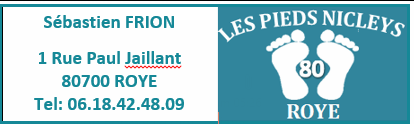 Sébastien FRION
1 Rue Paul Jaillant
80700 ROYE
Tel: 06.18.42.48.09
LES PIEDS NICLEYS
80
ROYE